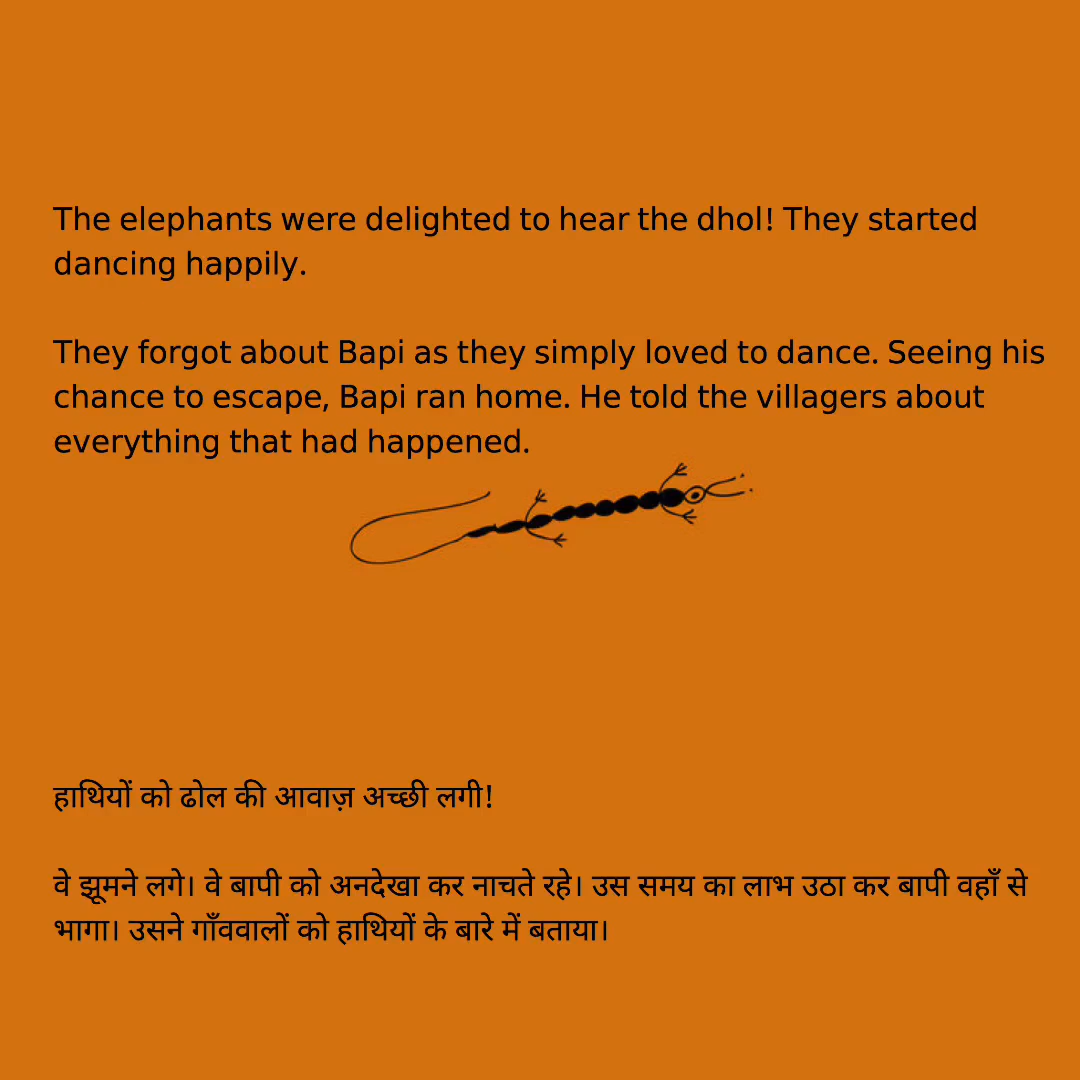 The elephants were delighted to hear the dhol! They started
dancing happily.
They forgot about Bapi as they simply loved to dance. Seeing his
chance to escape, Bapi ran home. He told the villagers about
everything that had happened.
हाथियों को ढोल की आवाज़ अच्छी लगी!
वे झूमने लगे। वे बापी को अनदेखा कर नाचते रहे। उस समय का लाभ उठा कर बापी वहाँ से
भागा। उसने गाँववालों को हाथियों के बारे में बताया।